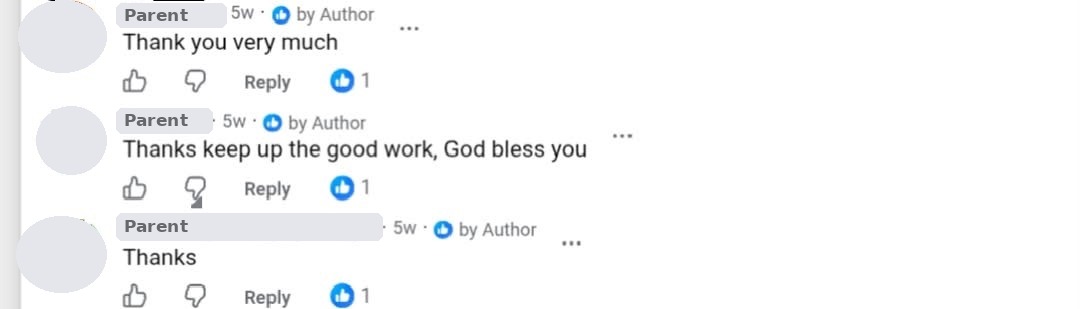 Parent 5w · by Author ...
Thank you very much
Reply 1
Parent · 5w · by Author ...
Thanks keep up the good work, God bless you
Reply 1
Parent · 5w · by Author ...
Thanks
Reply 1